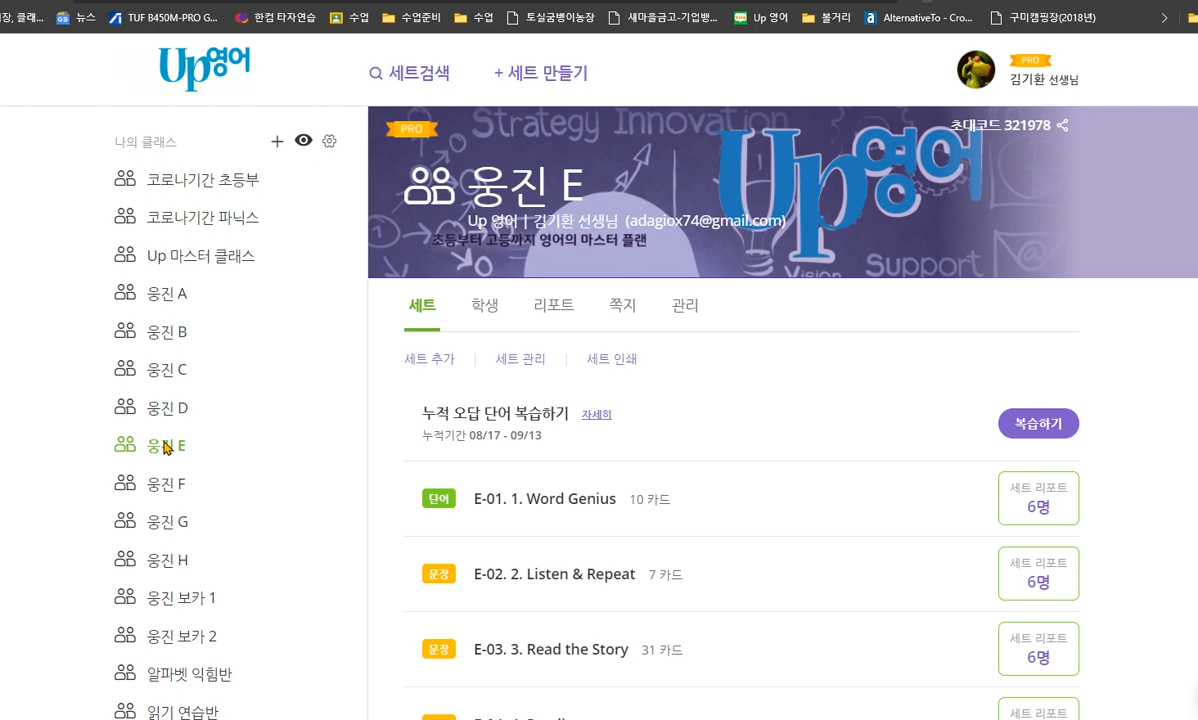 장, 클래...
뉴스
TUF B450M-PRO G...
한컴 타자연습
수업
수업준비
수업
토실굼벵이농장
새마을금고-기업뱅...
Up 영어
볼거리
AlternativeTo - Cro...
구미캠핑장(2018년)
Up영어
세트검색
+ 세트 만들기
PRO
김기환 선생님
나의 클래스
코로나기간 초등부
코로나기간 파닉스
Up 마스터 클래스
웅진 A
웅진 B
웅진 C
웅진 D
웅진 E
웅진 F
웅진 G
웅진 H
웅진 보카 1
웅진 보카 2
알파벳 익힘반
읽기 연습반
PRO
Strategy Innovation
초대코드 321978
Up영어
웅진 E
Up 영어 | 김기환 선생님 (adagiox74@gmail.com)
초등부터 고등까지 영어의 마스터 플랜
Vision
Support
세트
학생
리포트
쪽지
관리
세트 추가 | 세트 관리 | 세트 인쇄
누적 오답 단어 복습하기 자세히
누적기간 08/17 - 09/13
복습하기
단어 E-01. 1. Word Genius 10 카드
세트 리포트
6명
문장 E-02. 2. Listen & Repeat 7 카드
세트 리포트
6명
문장 E-03. 3. Read the Story 31 카드
세트 리포트
6명
세트 리포트